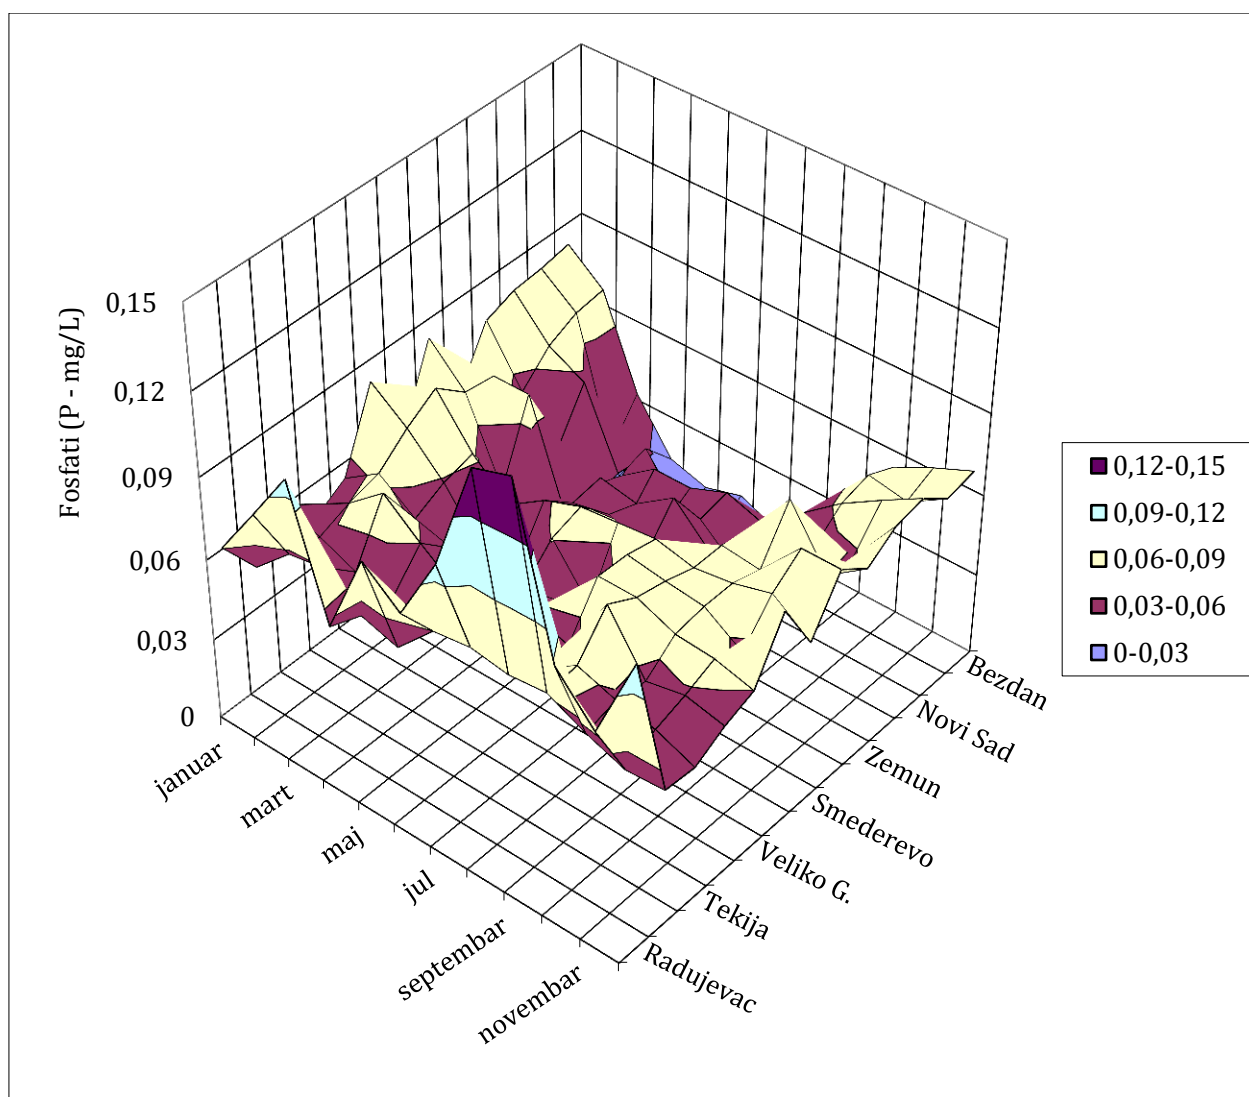 Fosfati (P - mg/L)
0,15
0,12
0,09
0,06
0,03
0
januar
mart
maj
jul
septembar
novembar
Radujevac
Tekija
Veliko G.
Smederevo
Zemun
Novi Sad
Bezdan
0,12-0,15
0,09-0,12
0,06-0,09
0,03-0,06
0-0,03